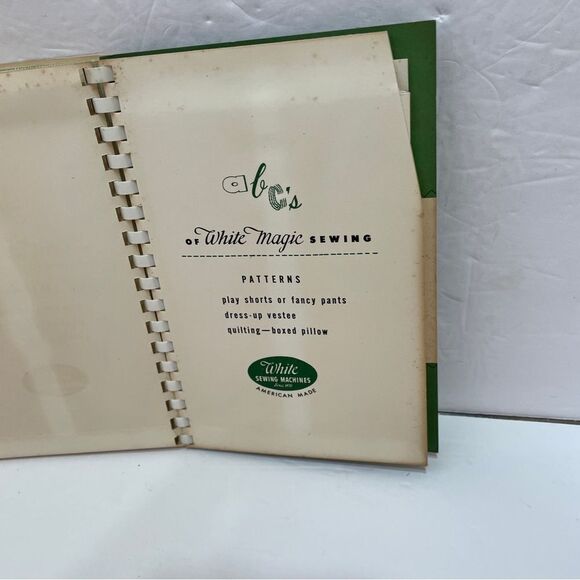 abc's
OF White Magic SEWING
PATTERNS
play shorts or fancy pants
dress-up vestee
quilting—boxed pillow
White
SEWING MACHINES
AMERICAN MADE